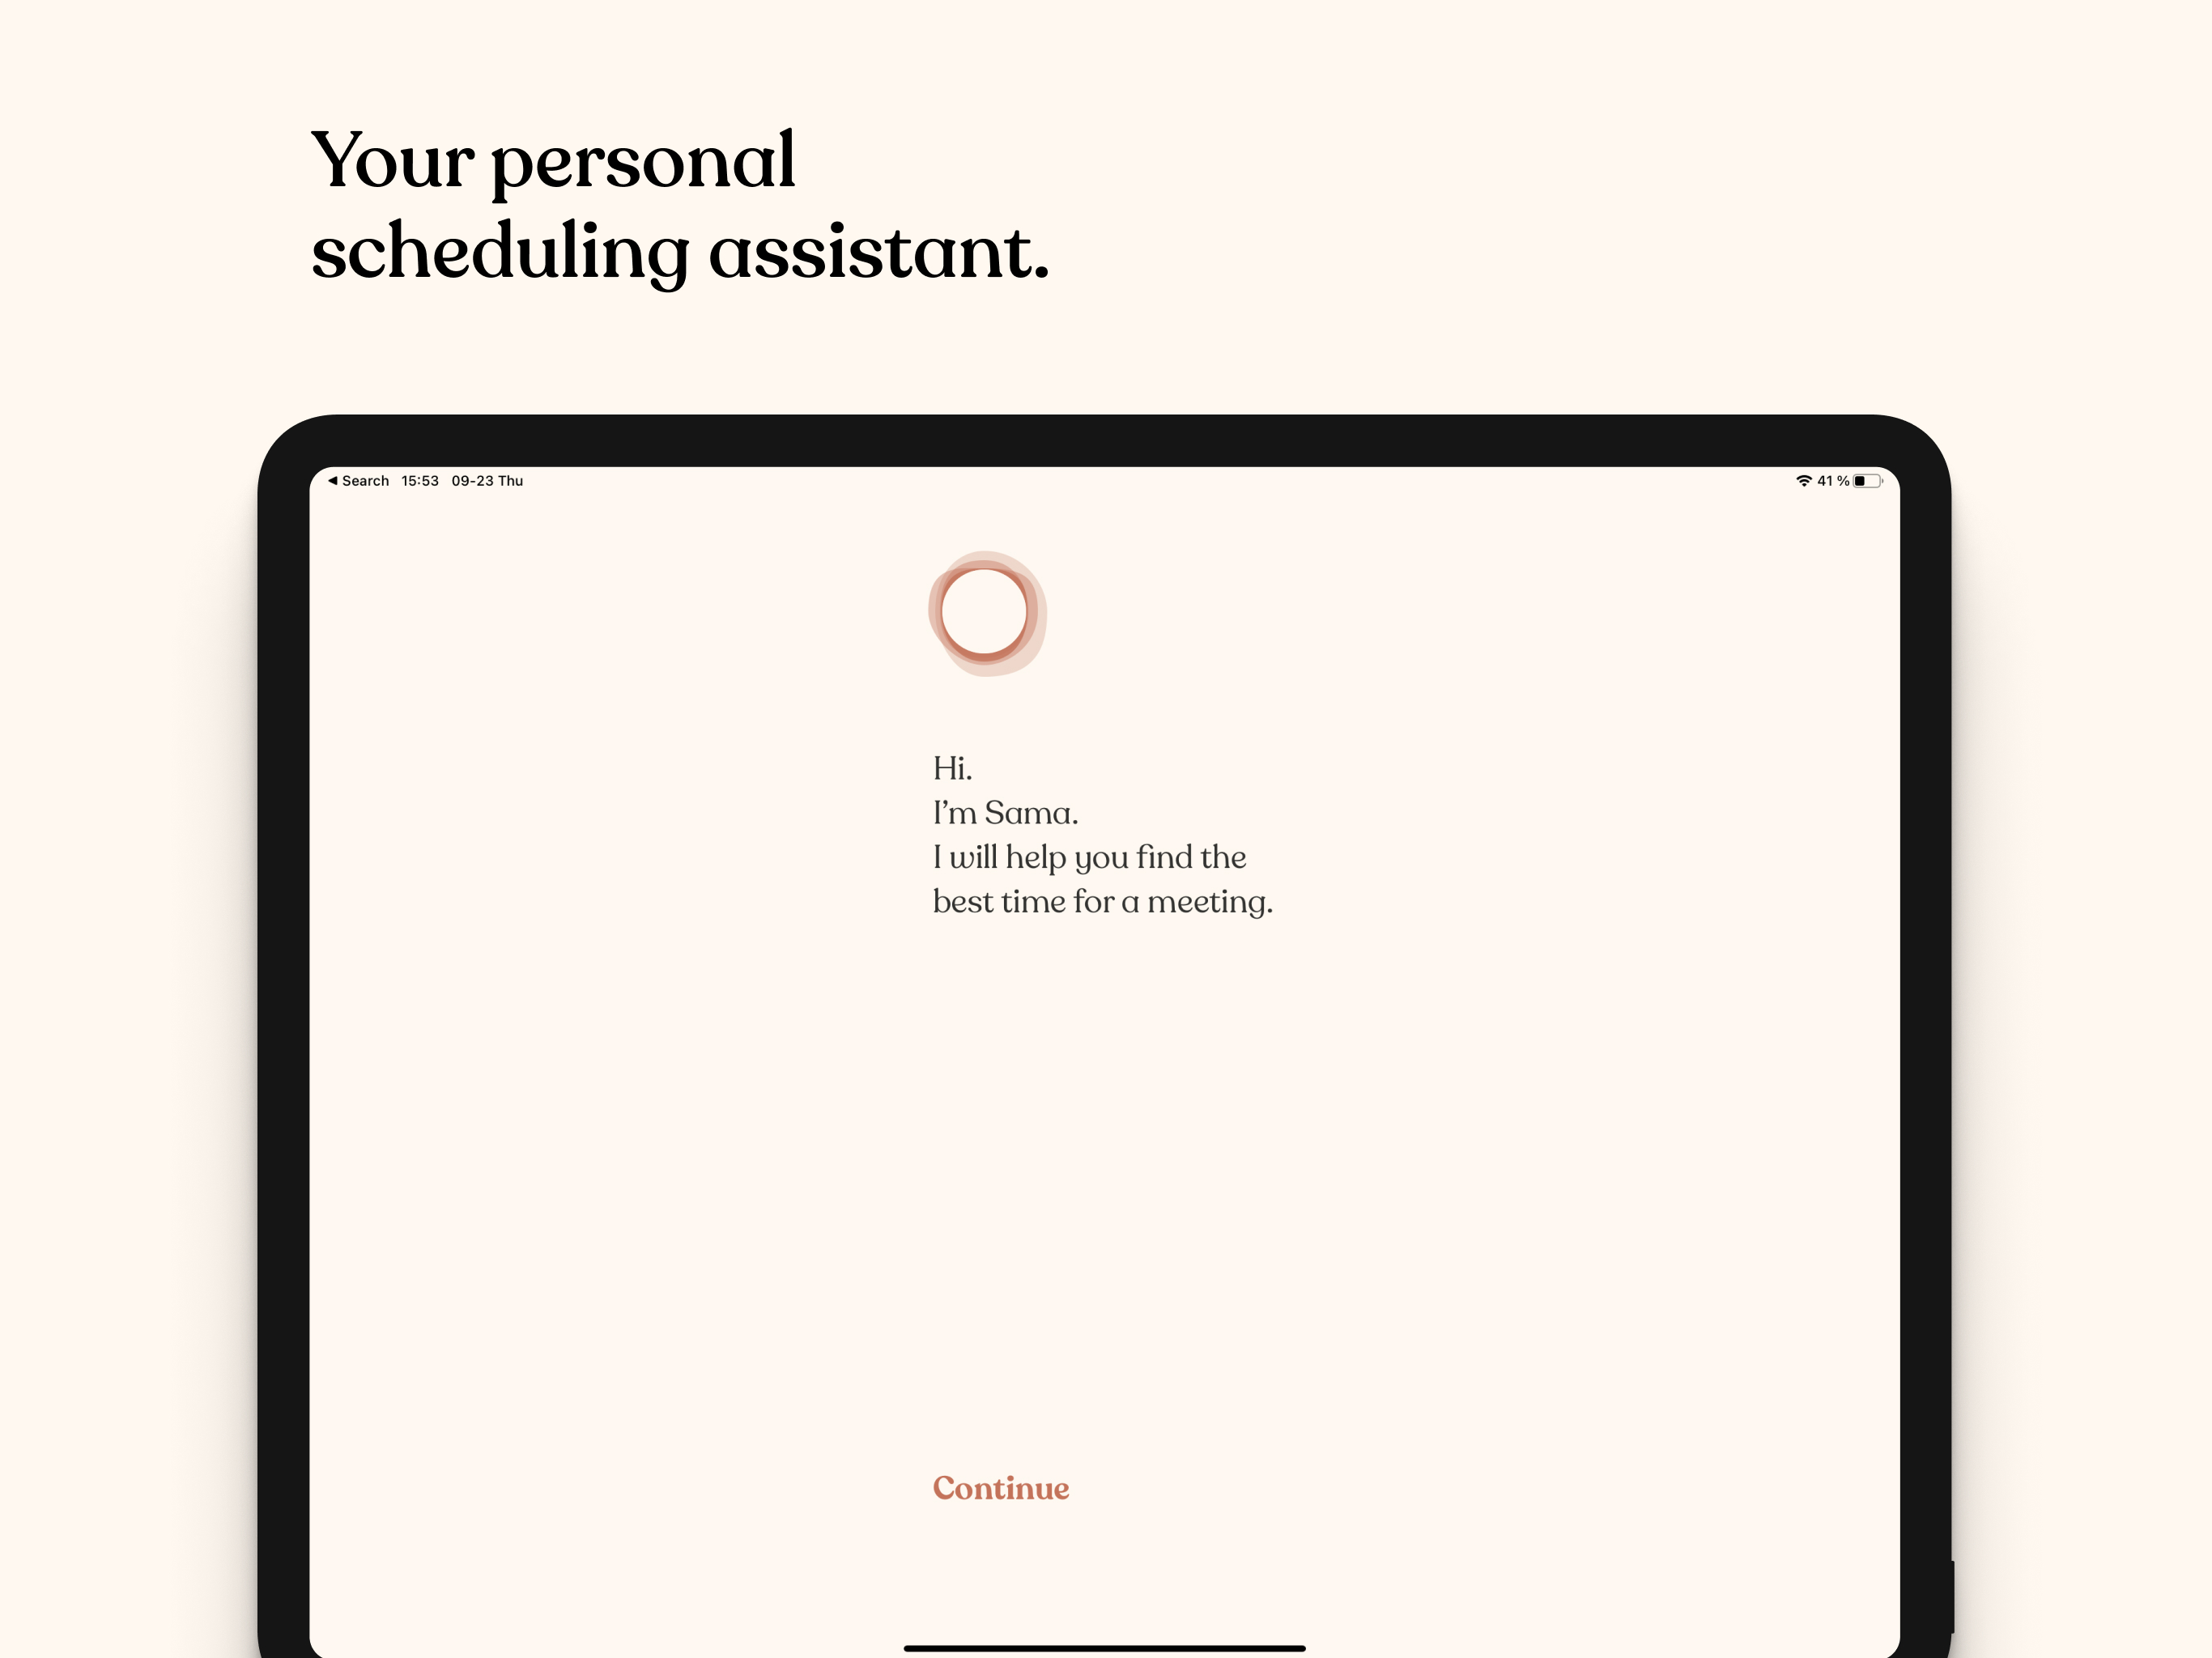 Your personal
scheduling assistant.
Search 15:53 09-23 Thu 41 %
Hi.
I’m Sama.
I will help you find the
best time for a meeting.
Continue